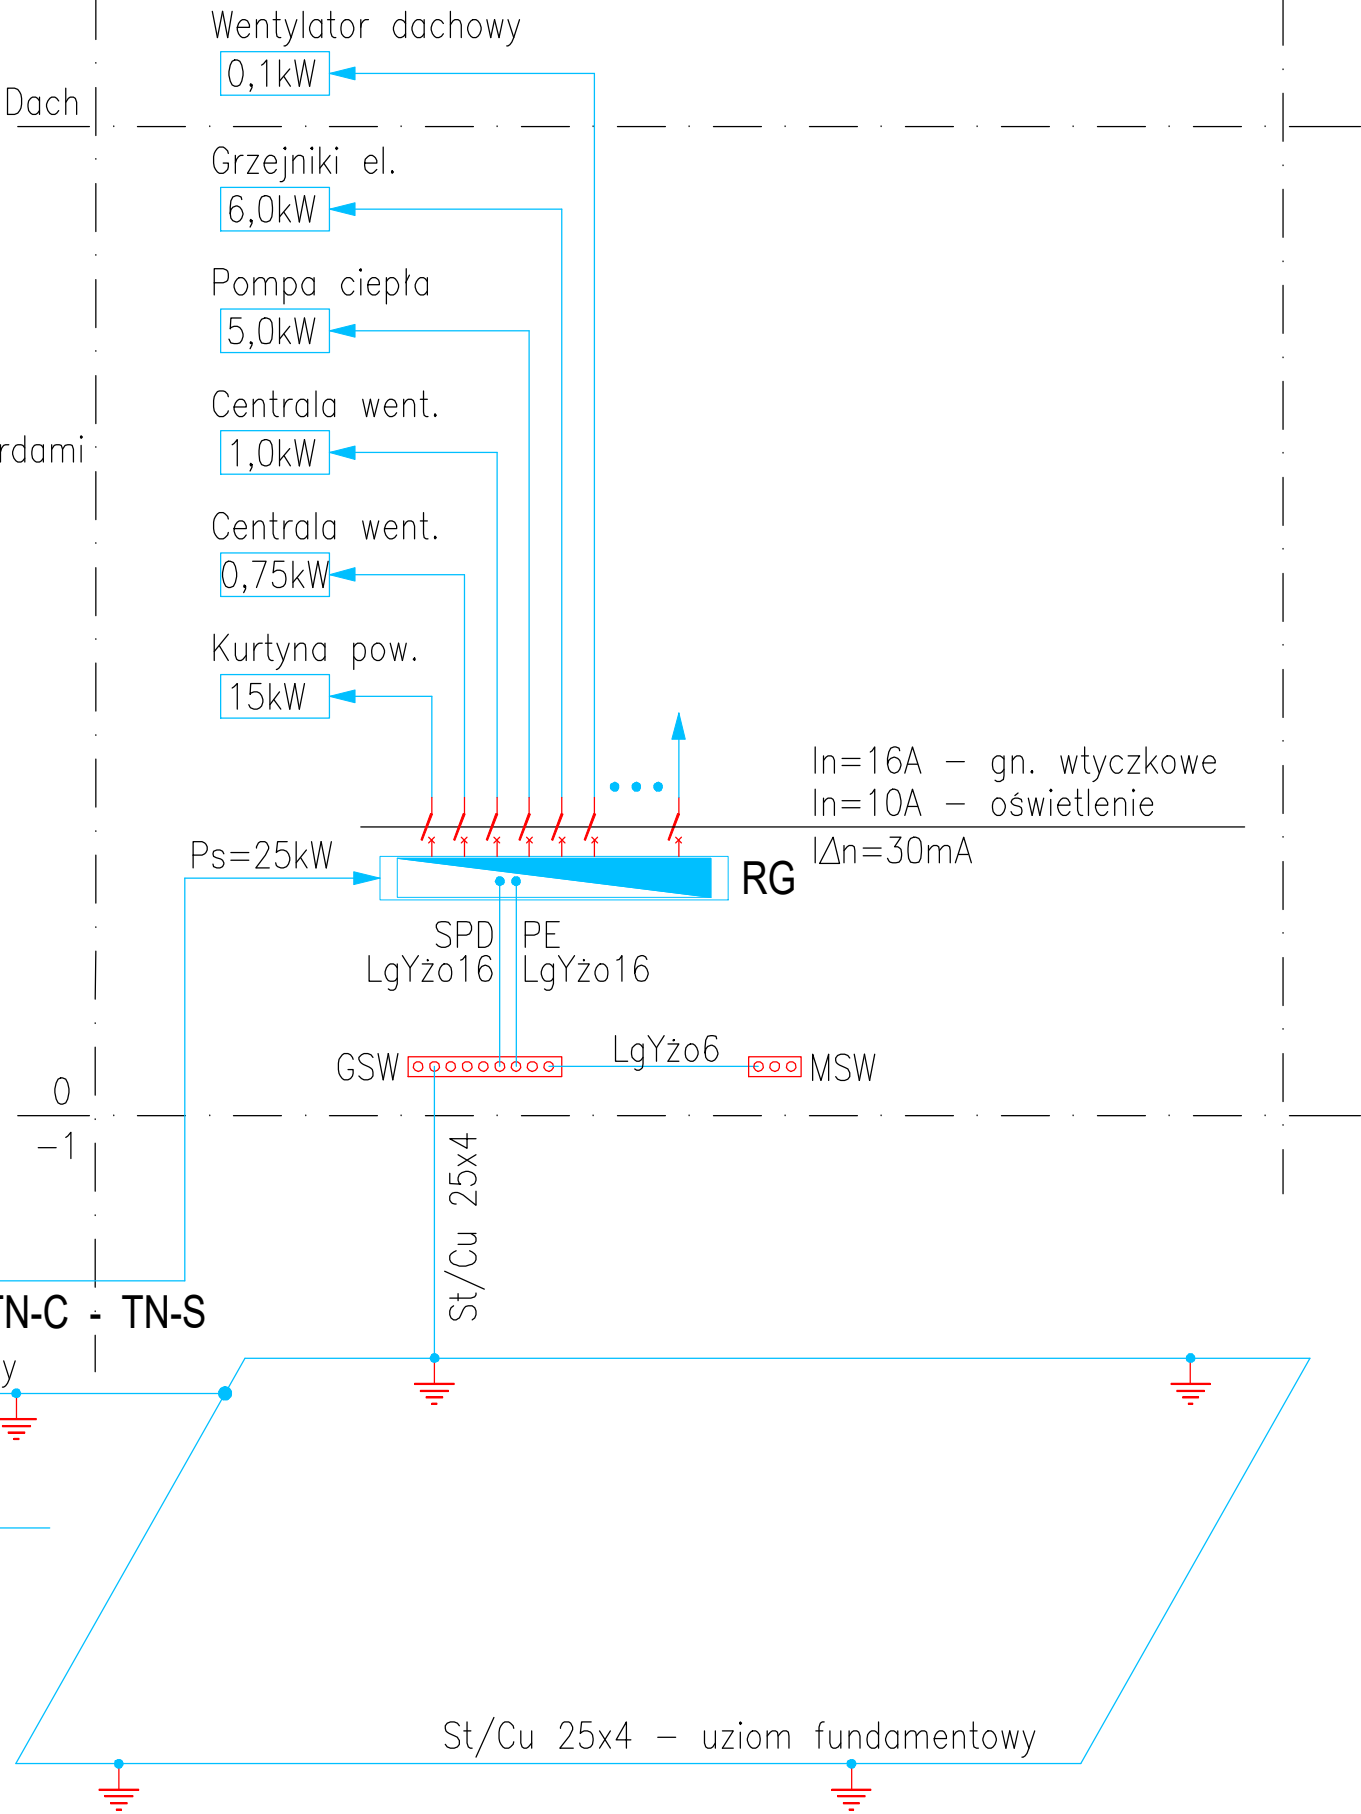 Wentylator dachowy
0,1kW
Dach
Grzejniki el.
6,0kW
Pompa ciepła
5,0kW
Centrala went.
1,0kW
rdami
Centrala went.
0,75kW
Kurtyna pow.
15kW
In=16A – gn. wtyczkowe
In=10A – oświetlenie
IΔn=30mA
Ps=25kW
RG
SPD PE
LgYżo16 LgYżo16
GSW
LgYżo6
MSW
0
-1
St/Cu 25x4
TN-C - TN-S
y
St/Cu 25x4 – uziom fundamentowy